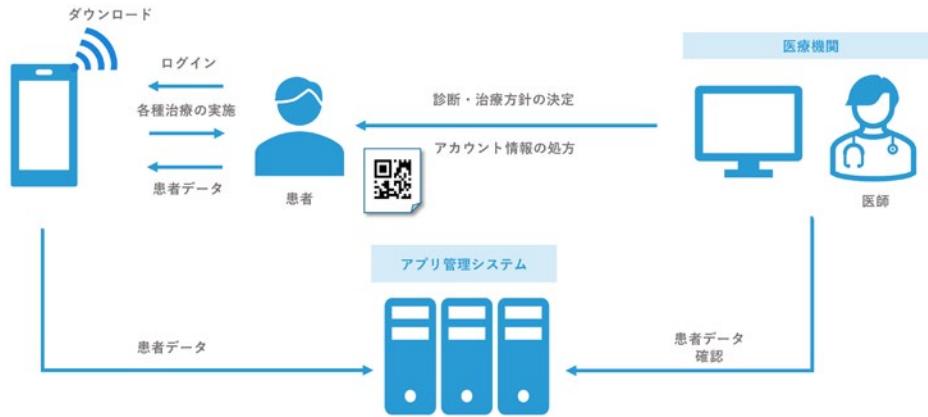 ダウンロード
ログイン
各種治療の実施
患者データ
患者
診断・治療方針の決定
アカウント情報の処方
医療機関
医師
アプリ管理システム
患者データ
患者データ
確認